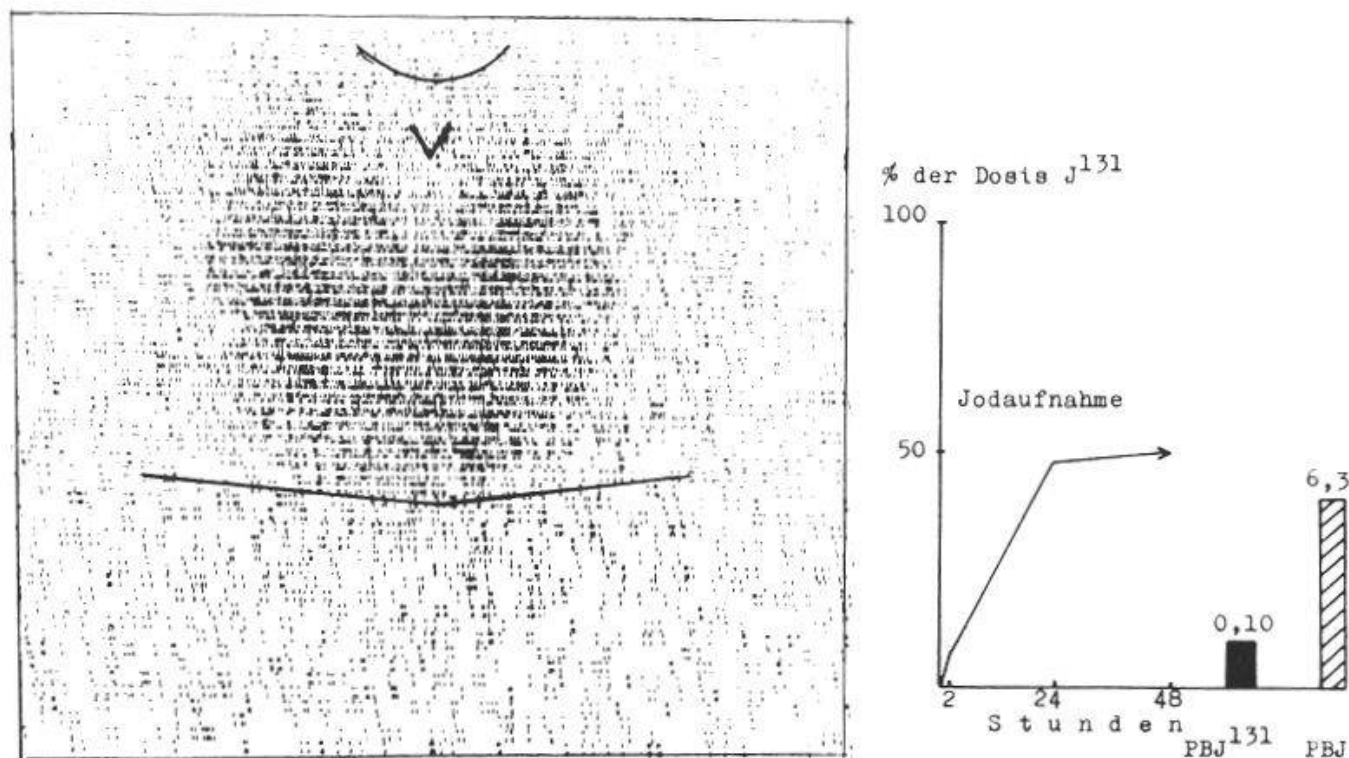 % der Dosis J131
100
Jodaufnahme
50
6,3
0,10
2 24 48
Stunden
PBJ131 PBJ